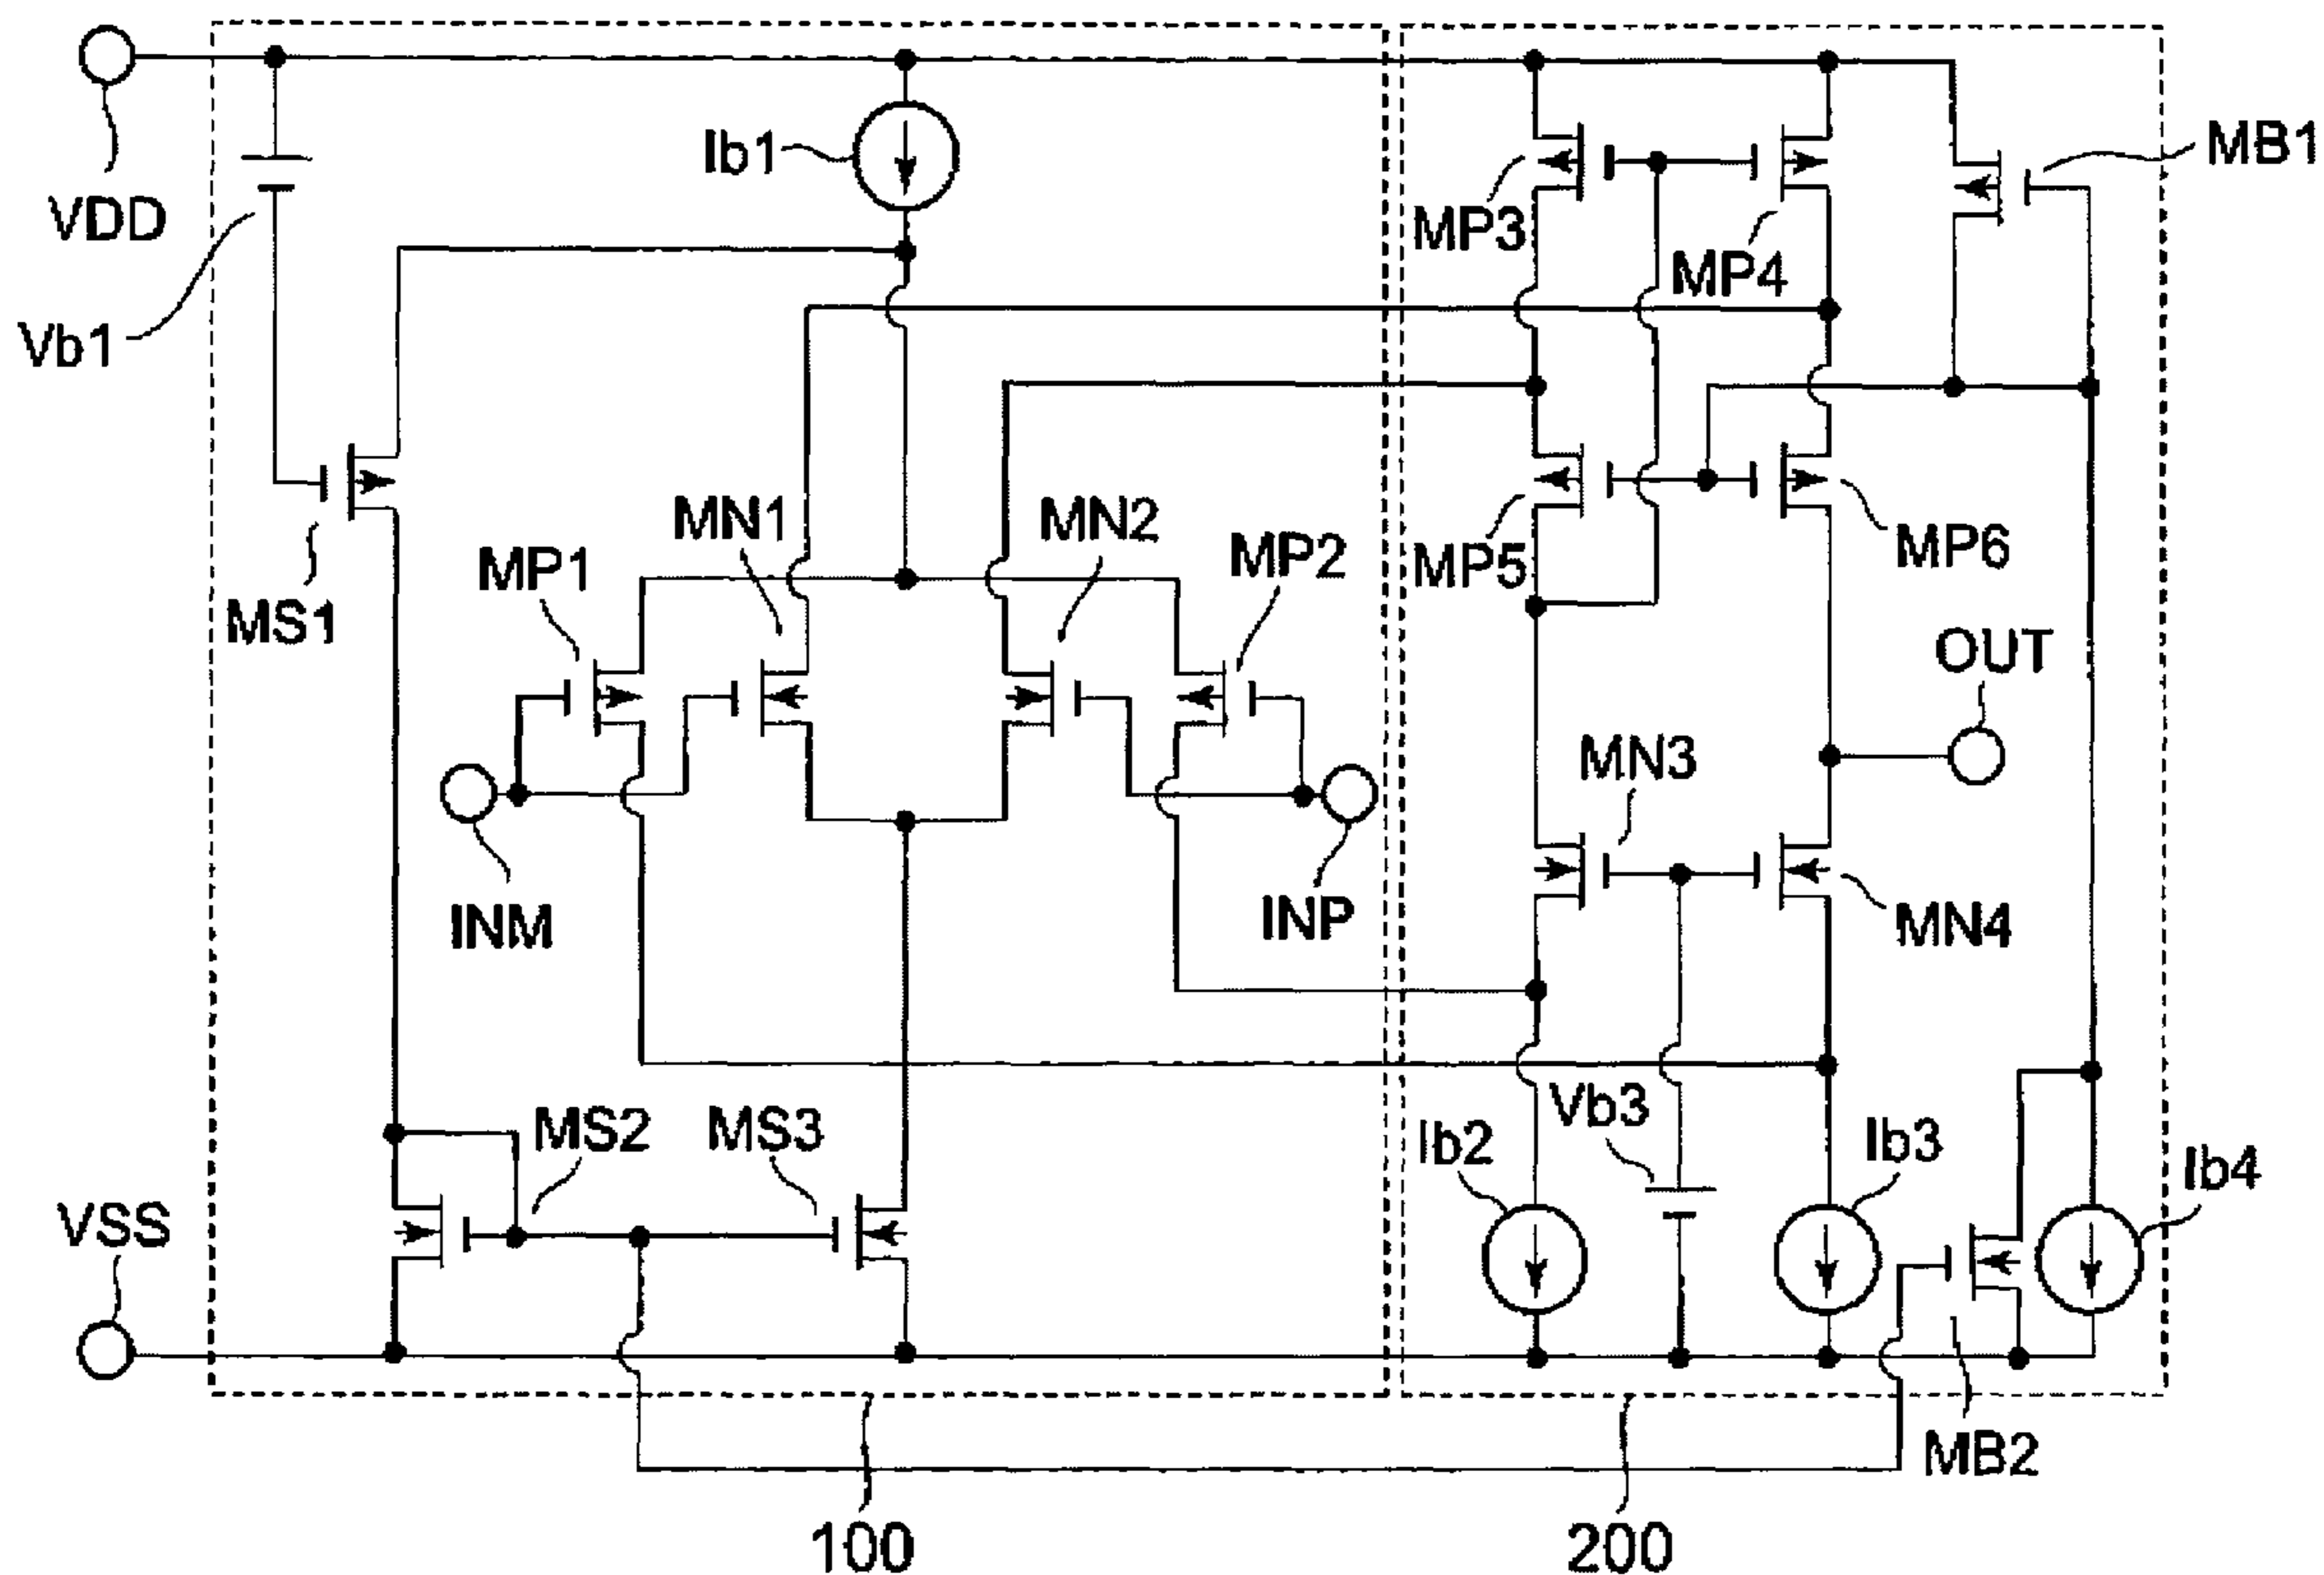 VDD
Vb1
Ib1
MP3
MP4
MB1
MS1
MP1
MN1
MN2
MP2
MP5
MP6
OUT
INM
INP
MN3
MN4
MS2
MS3
Ib2
Vb3
Ib3
Ib4
VSS
MB2
100
200